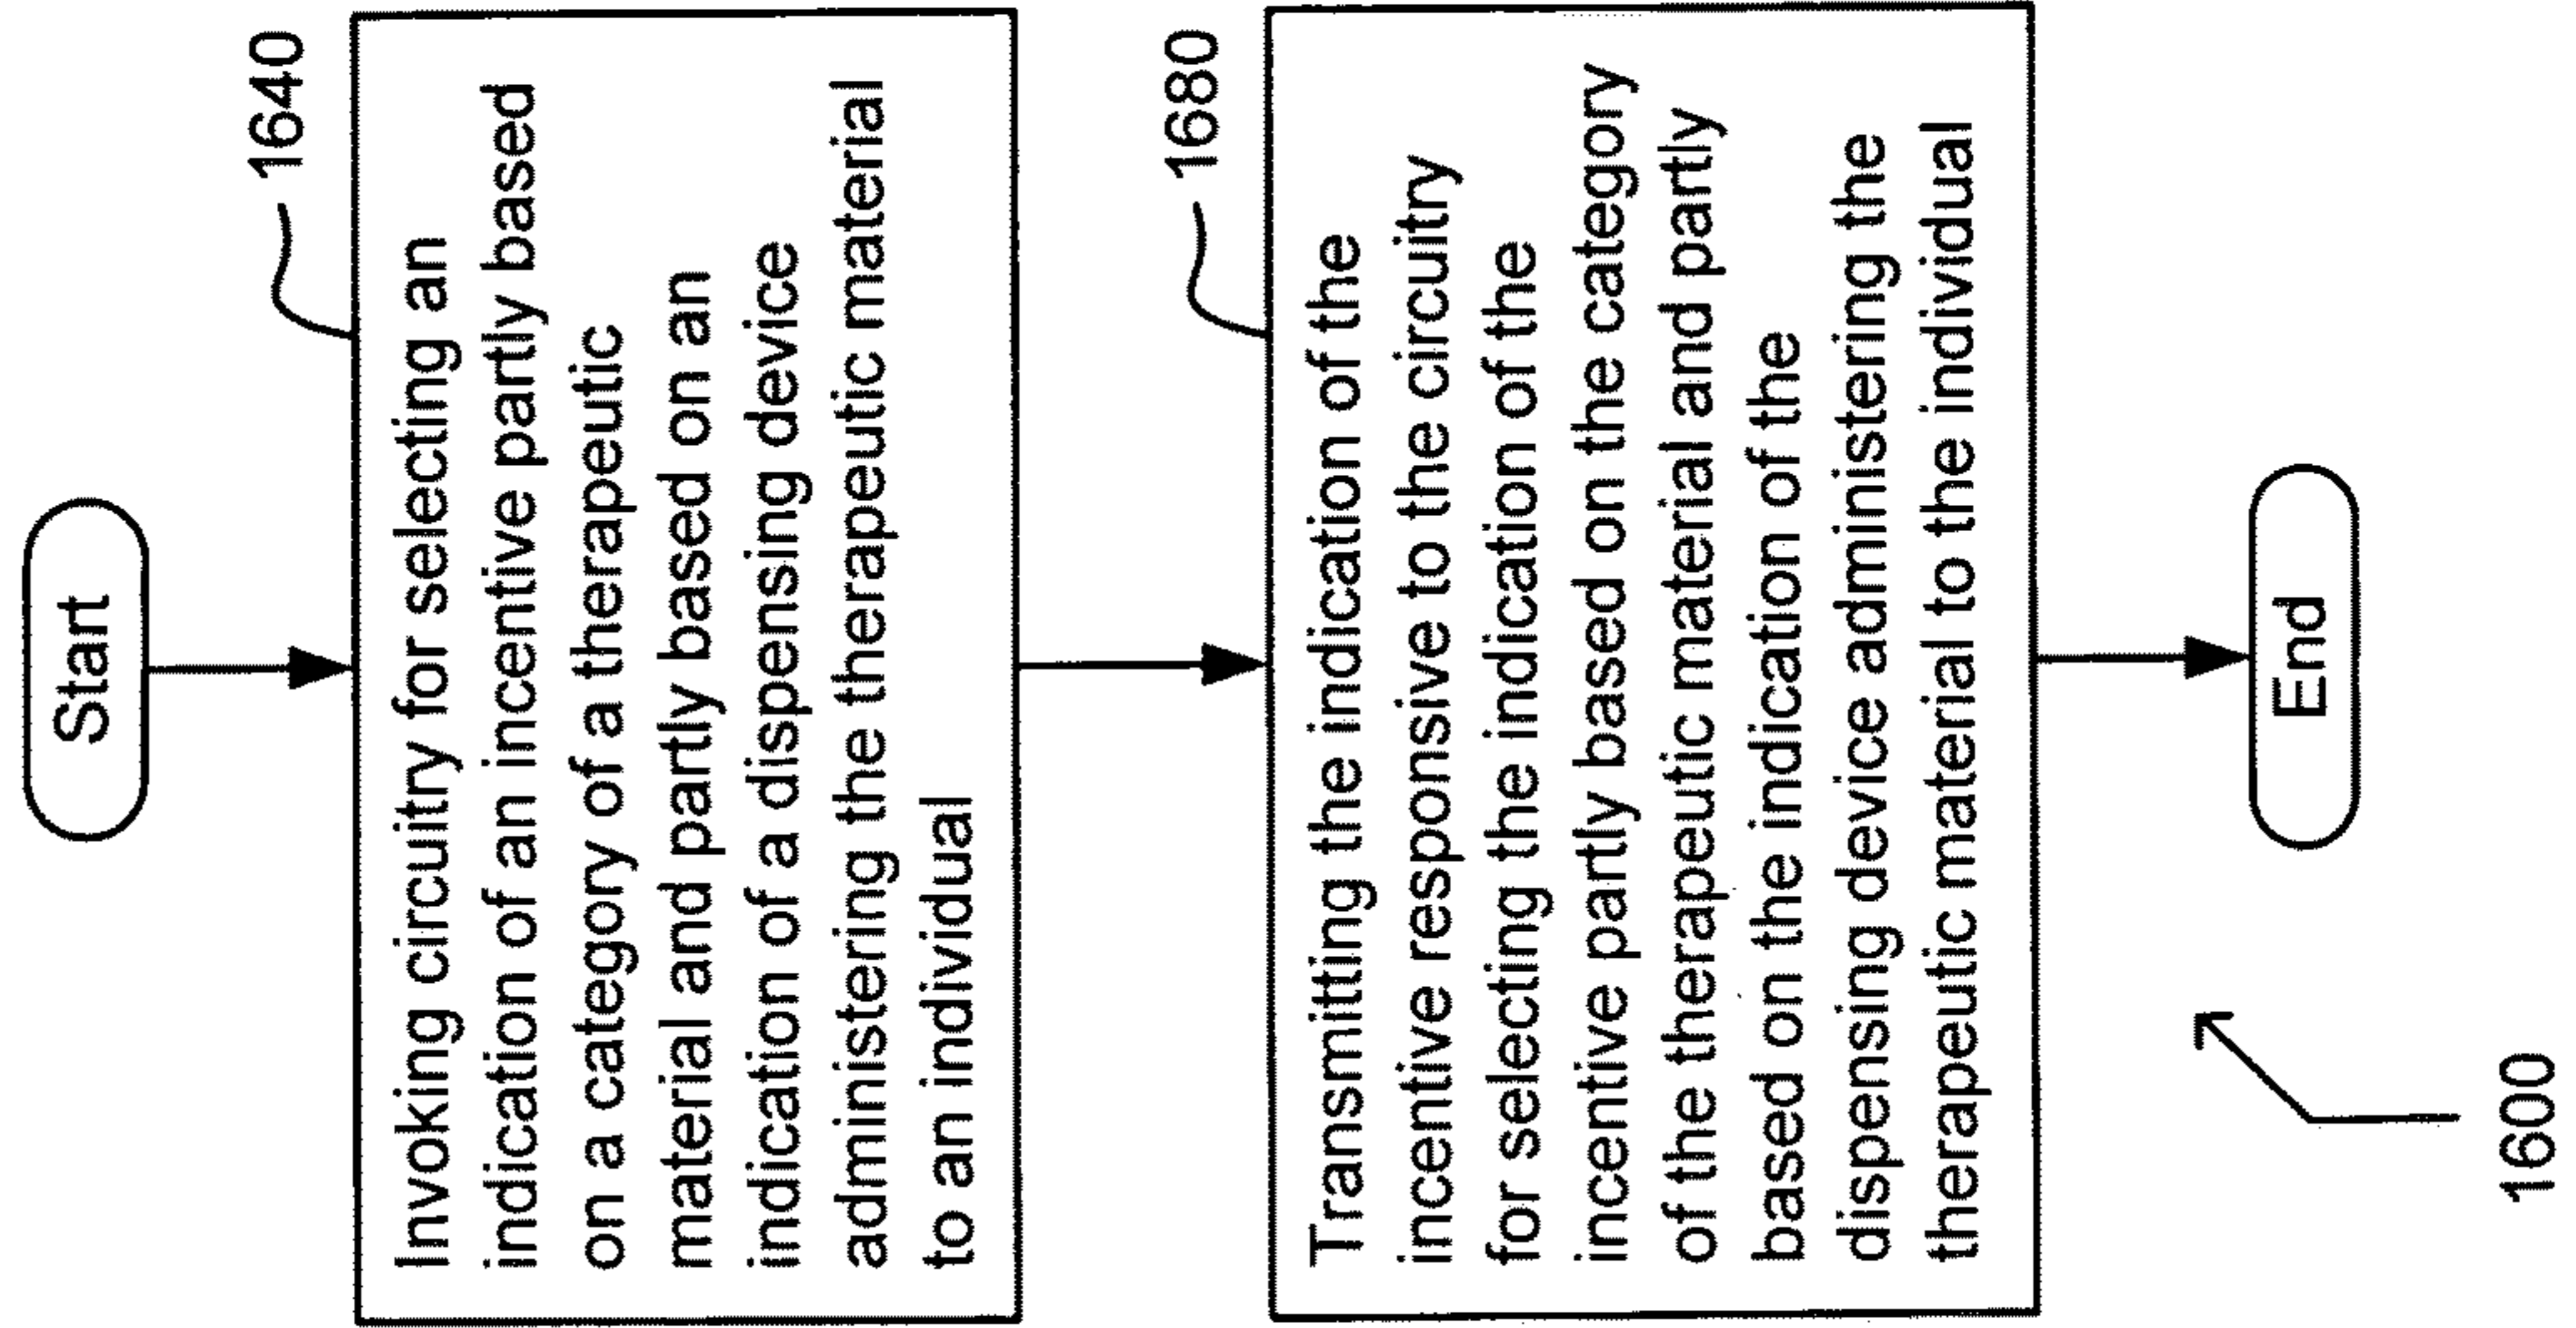 Start
1640
Invoking circuitry for selecting an
indication of an incentive partly based
on a category of a therapeutic
material and partly based on an
indication of a dispensing device
administering the therapeutic material
to an individual
1680
Transmitting the indication of the
incentive responsive to the circuitry
for selecting the indication of the
incentive partly based on the category
of the therapeutic material and partly
based on the indication of the
dispensing device administering the
therapeutic material to the individual
End
1600